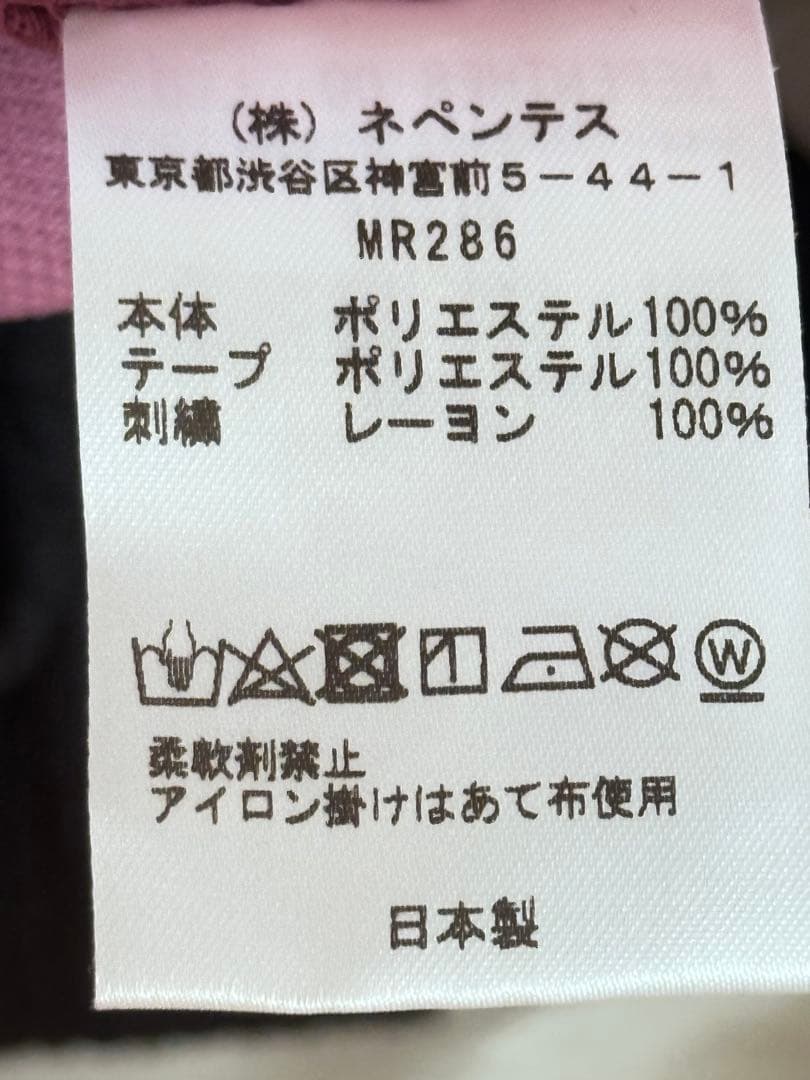 （株）ネペンテス
東京都渋谷区神宮前５－４４－１
MR286
本体 ポリエステル100%
テープ ポリエステル100%
刺繍 レーヨン 100%
W
柔軟剤禁止
アイロン掛けはあて布使用
日本製